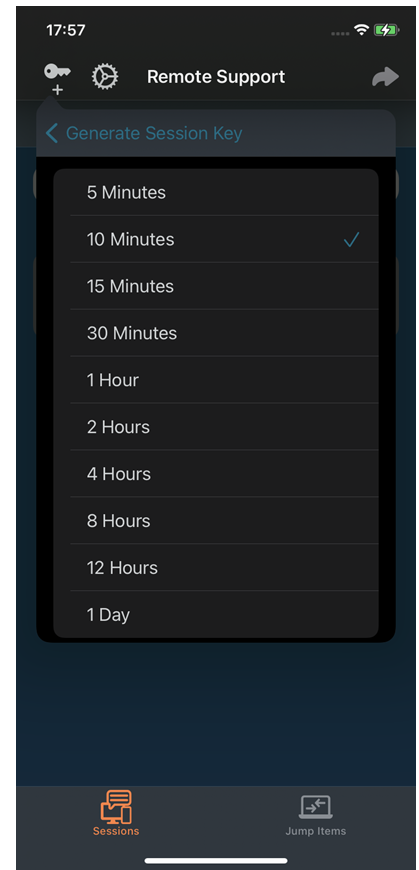 17:57
Remote Support
Generate Session Key
5 Minutes
10 Minutes
15 Minutes
30 Minutes
1 Hour
2 Hours
4 Hours
8 Hours
12 Hours
1 Day
Sessions
Jump Items